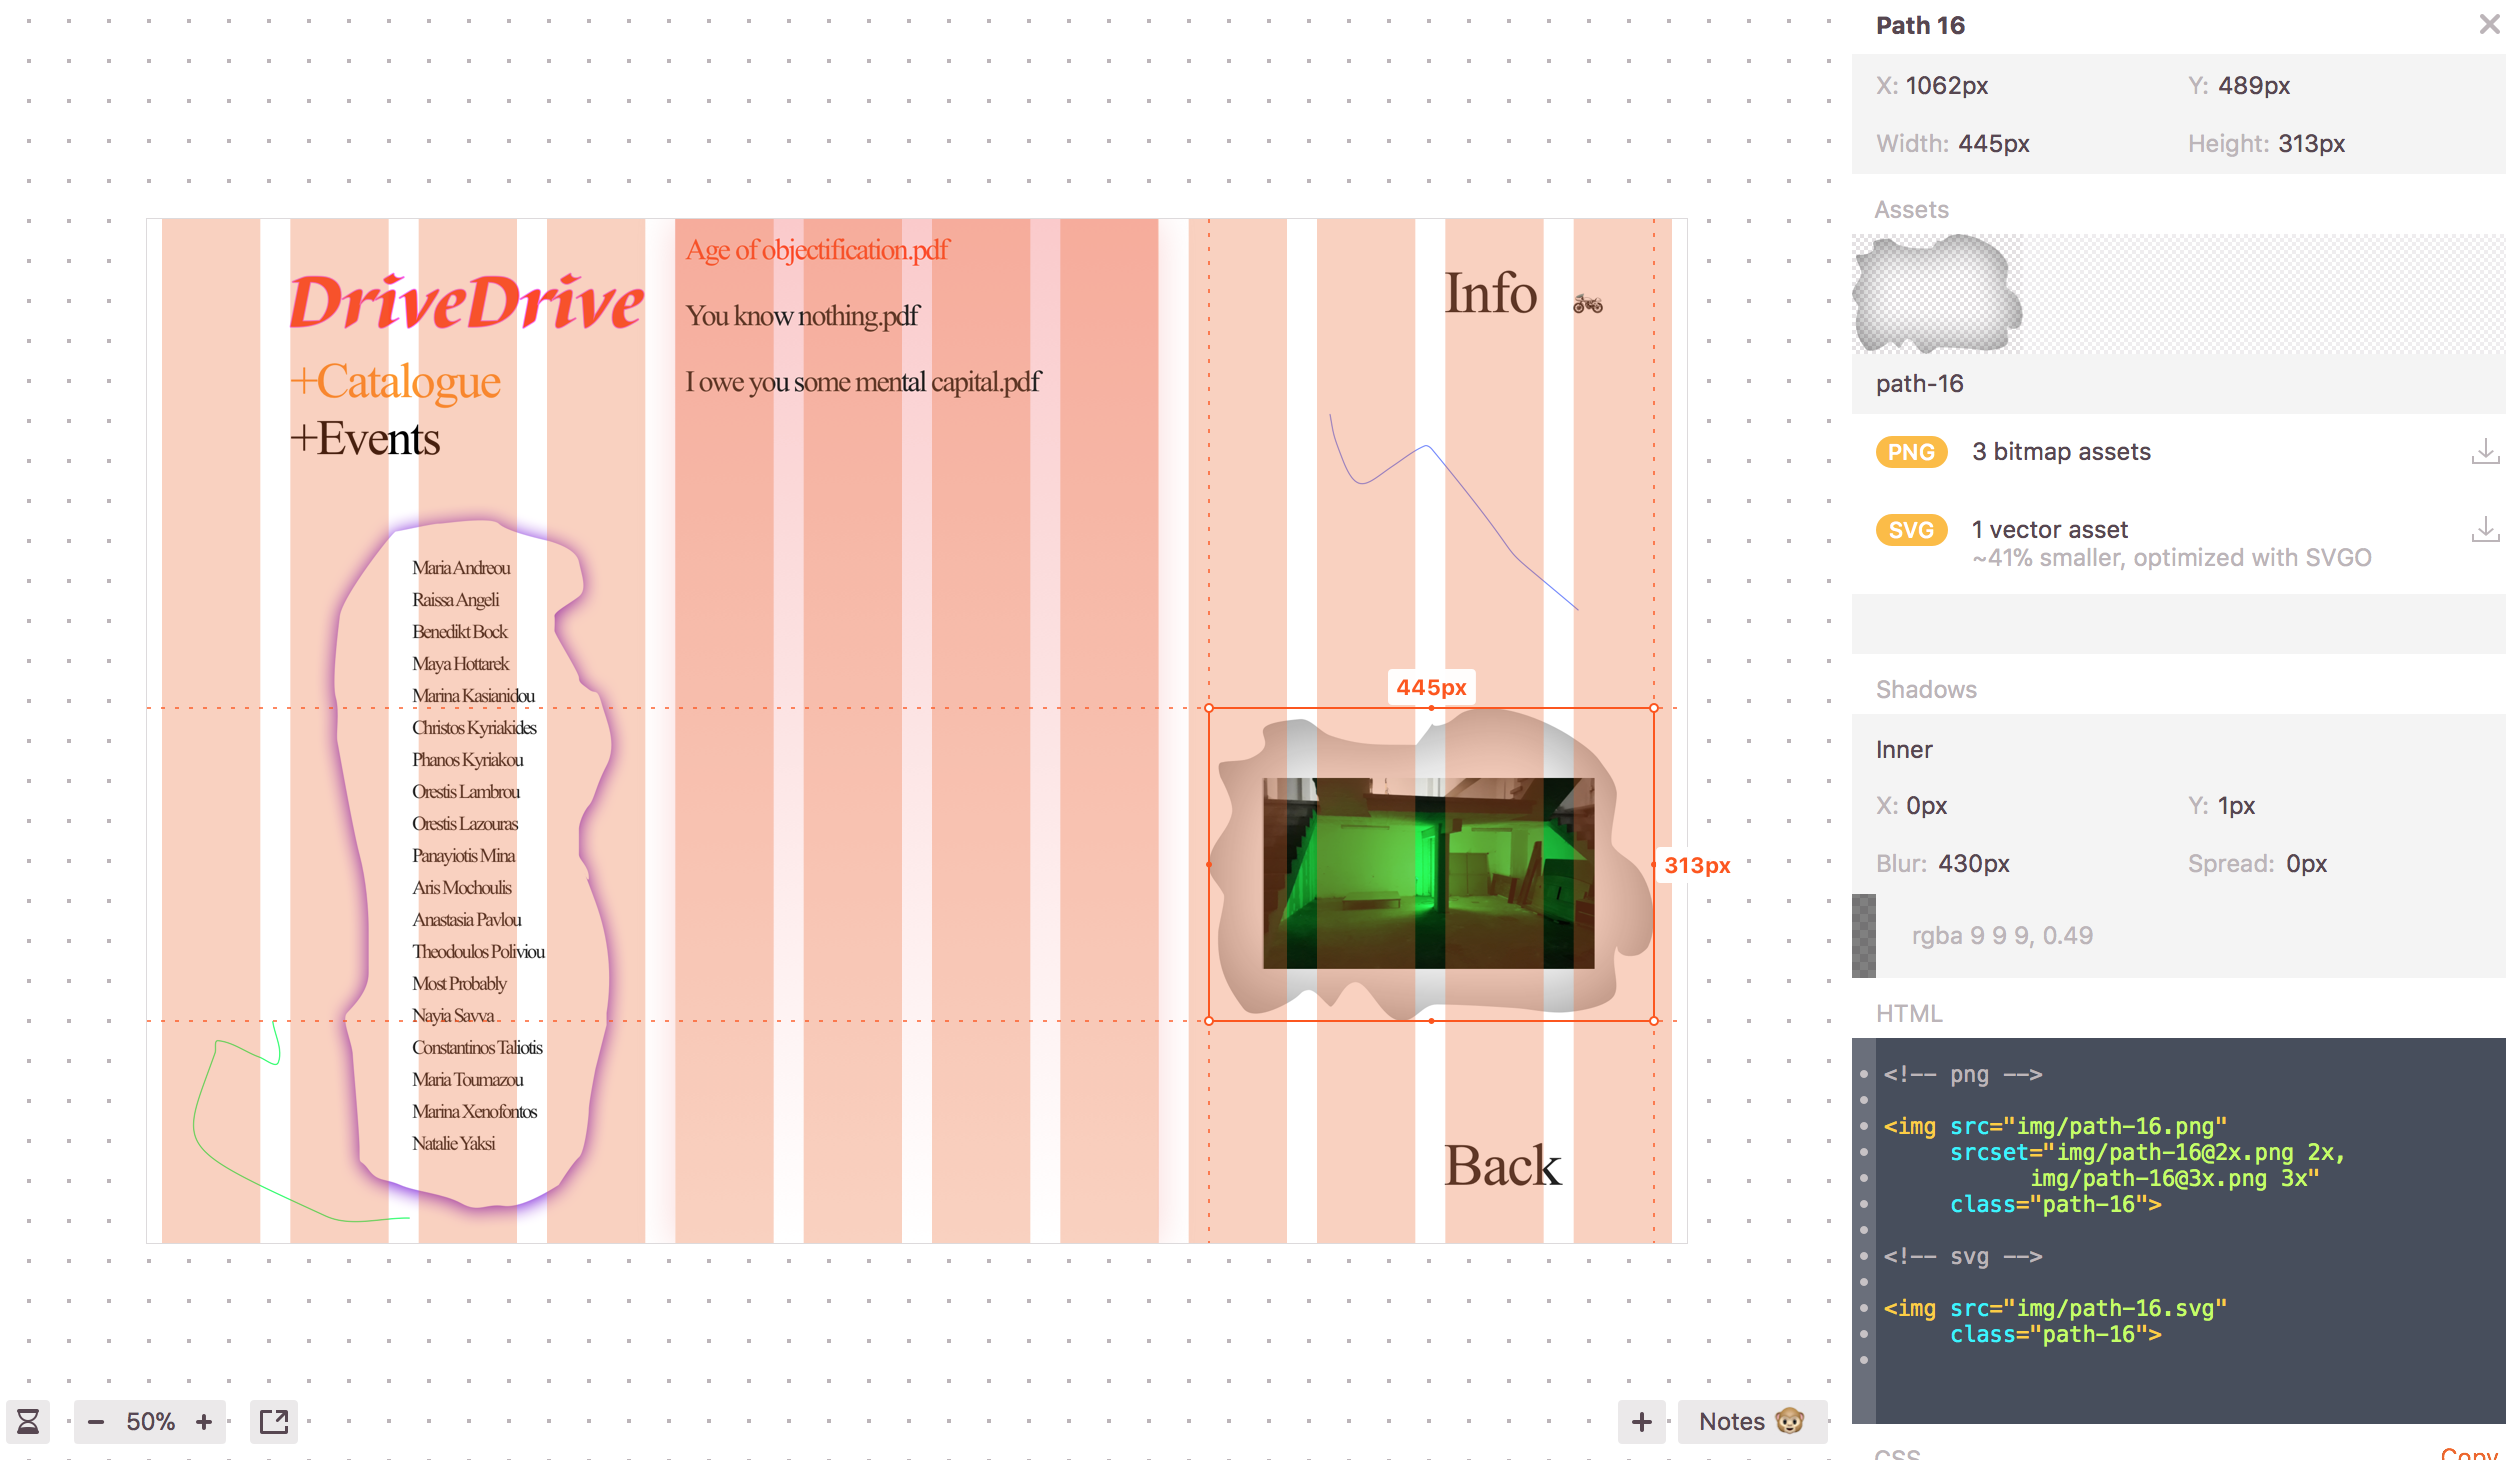 DriveDrive
+Catalogue
+Events
Maria Andreou
Raissa Angeli
Benedikt Bock
Maya Hottarek
Marina Kasianidou
Christos Kyriakides
Phanos Kyriakou
Orestis Lambrou
Orestis Lazouras
Panayiotis Mina
Aris Mochoulis
Anastasia Pavlou
Theodoulos Poliviou
Most Probably
Nayia Savva
Constantinos Taliotis
Maria Toumazou
Marina Xenofontos
Natalie Yaksi
Age of objectification.pdf
You know nothing.pdf
I owe you some mental capital.pdf
Info
445px
313px
Back
50%
Notes
Path 16
X: 1062px Y: 489px
Width: 445px Height: 313px
Assets
path-16
PNG 3 bitmap assets
SVG 1 vector asset
~41% smaller, optimized with SVGO
Shadows
Inner
X: 0px Y: 1px
Blur: 430px Spread: 0px
rgba 9 9 9, 0.49
HTML
<!-- png -->
<img src="img/path-16.png"
srcset="img/path-16@2x.png 2x,
img/path-16@3x.png 3x"
class="path-16">
<!-- svg -->
<img src="img/path-16.svg"
class="path-16">
CSS Copy